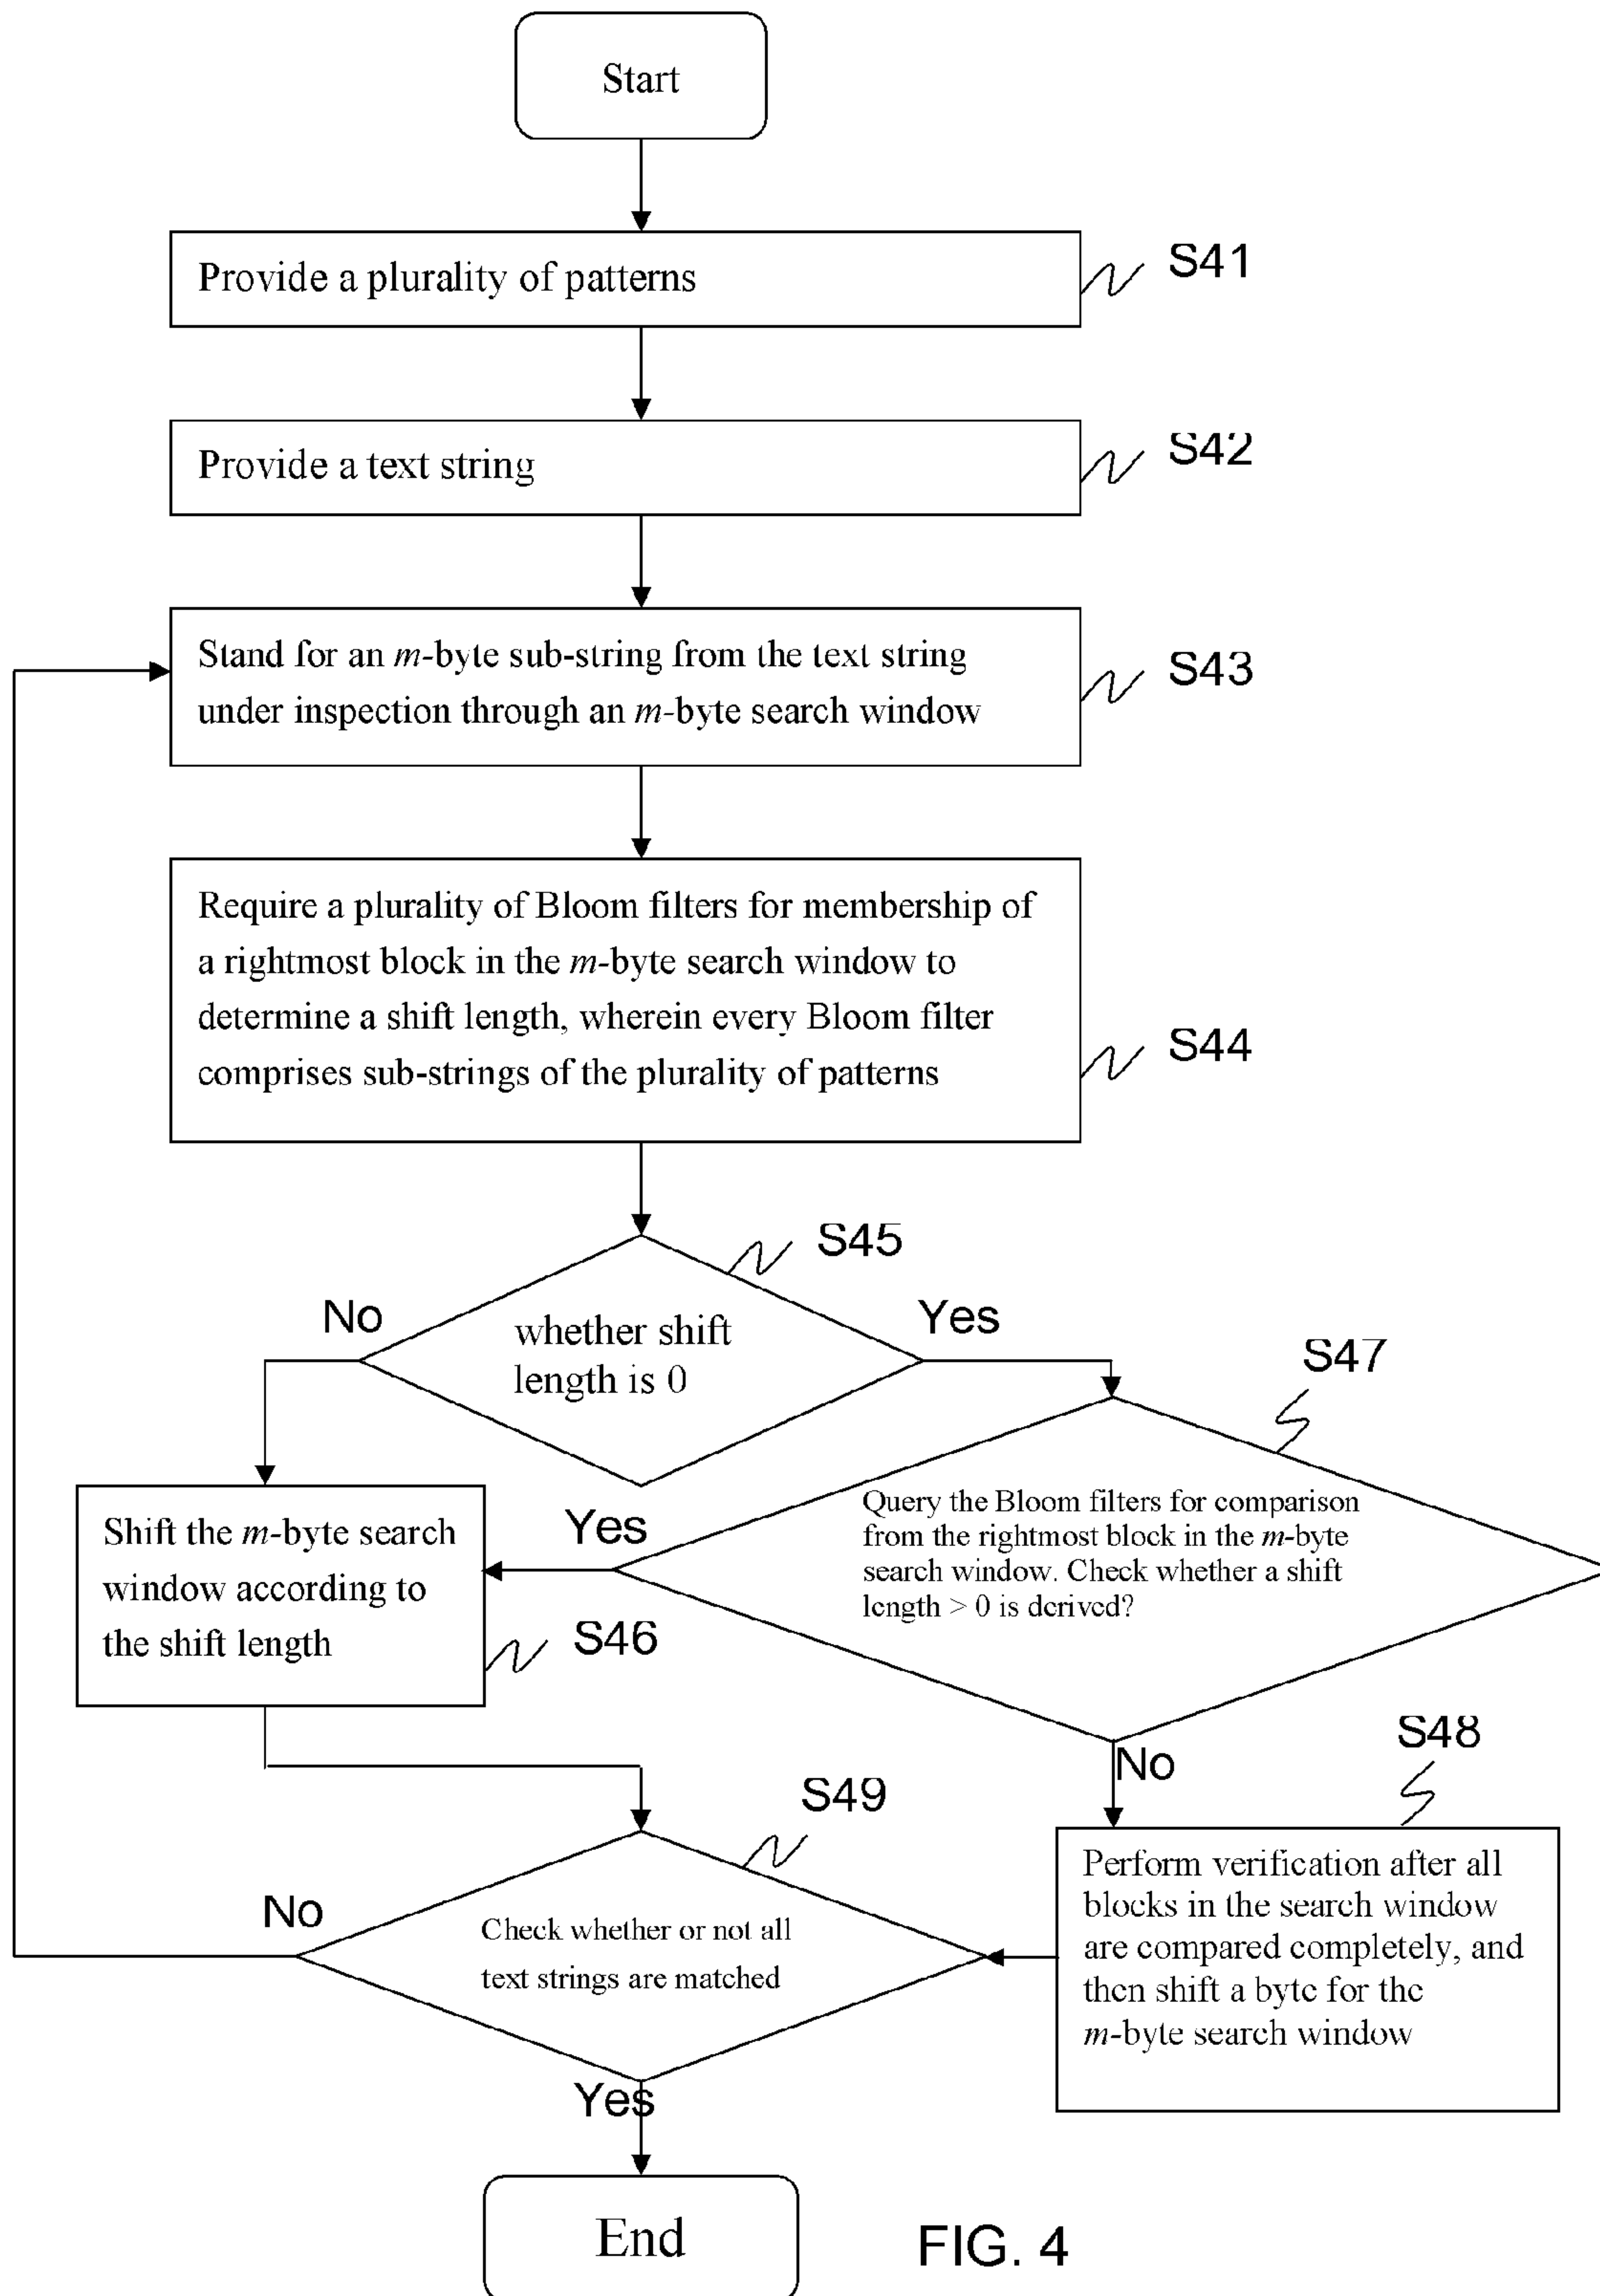 Start
Provide a plurality of patterns
S41
Provide a text string
S42
Stand for an m-byte sub-string from the text string
under inspection through an m-byte search window
S43
Require a plurality of Bloom filters for membership of
a rightmost block in the m-byte search window to
determine a shift length, wherein every Bloom filter
comprises sub-strings of the plurality of patterns
S44
S45
No
whether shift
length is 0
Yes
S47
Query the Bloom filters for comparison
from the rightmost block in the m-byte
search window. Check whether a shift
length > 0 is derived?
Yes
Shift the m-byte search
window according to
the shift length
S46
No
S48
S49
Perform verification after all
blocks in the search window
are compared completely, and
then shift a byte for the
m-byte search window
No
Check whether or not all
text strings are matched
Yes
End
FIG. 4